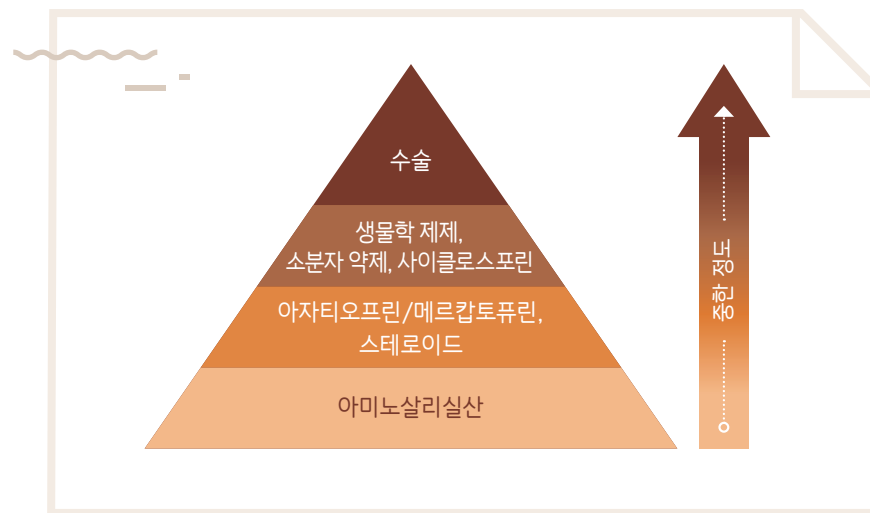 수술
생물학 제제,
소분자 약제, 사이클로스포린
아자티오프린/메르캅토퓨린,
스테로이드
아미노살리실산
중한 정도